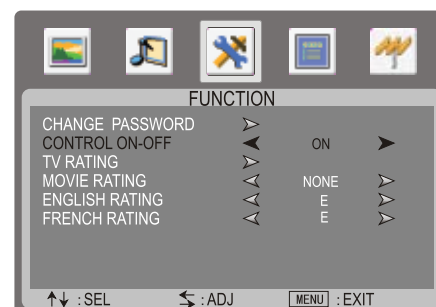 FUNCTION
CHANGE PASSWORD
CONTROL ON-OFF ON
TV RATING
MOVIE RATING NONE
ENGLISH RATING E
FRENCH RATING E
: SEL : ADJ MENU : EXIT